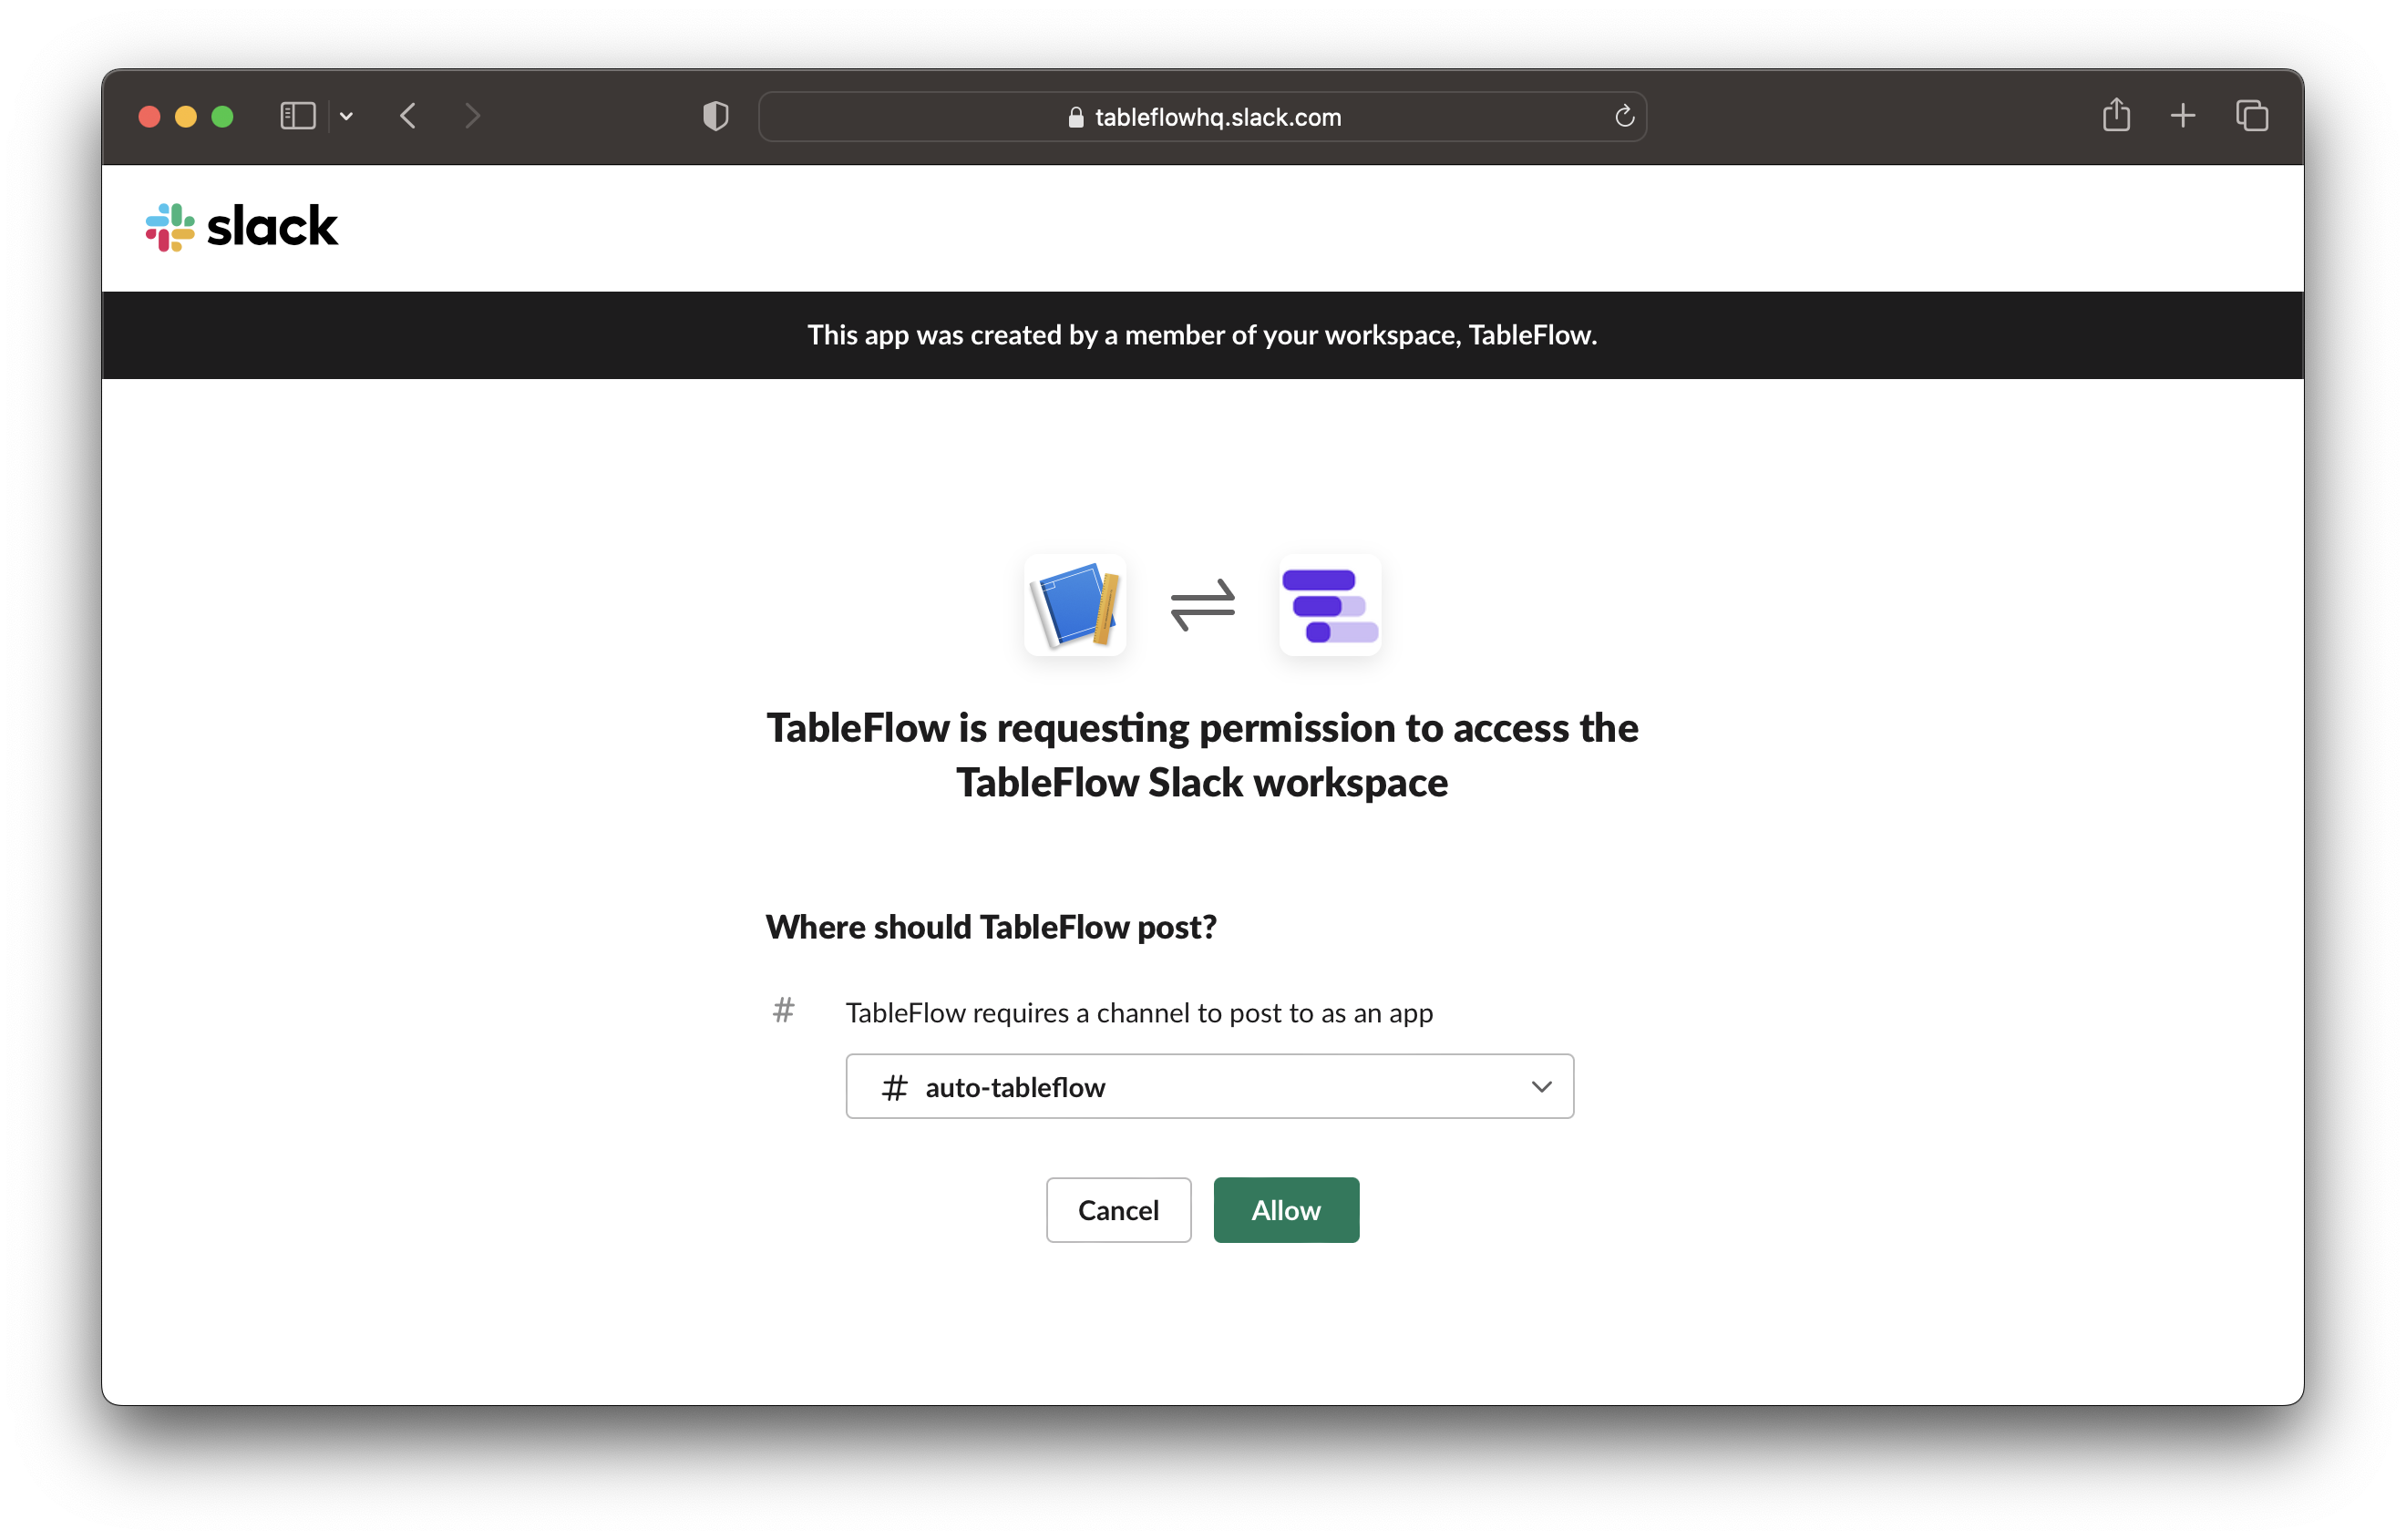 tableflowhq.slack.com
slack
This app was created by a member of your workspace, TableFlow.
TableFlow is requesting permission to access the
TableFlow Slack workspace
Where should TableFlow post?
# TableFlow requires a channel to post to as an app
# auto-tableflow
Cancel Allow